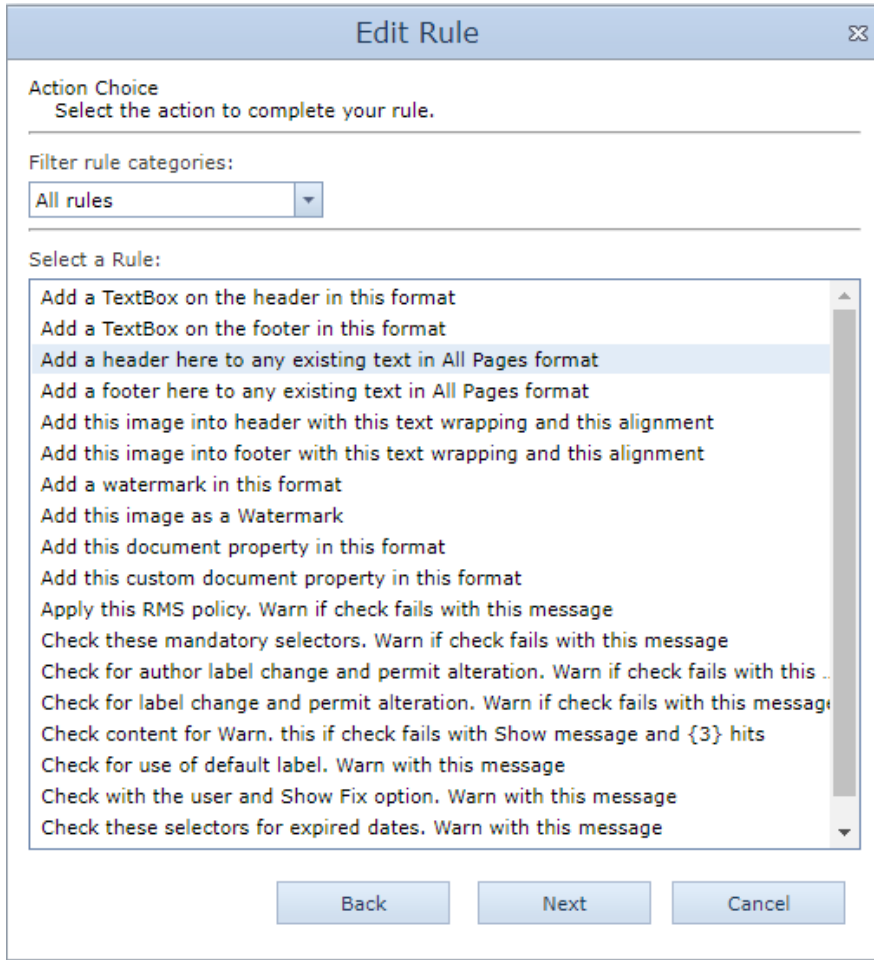 Edit Rule
Action Choice
Select the action to complete your rule.
Filter rule categories:
All rules
Select a Rule:
Add a TextBox on the header in this format
Add a TextBox on the footer in this format
Add a header here to any existing text in All Pages format
Add a footer here to any existing text in All Pages format
Add this image into header with this text wrapping and this alignment
Add this image into footer with this text wrapping and this alignment
Add a watermark in this format
Add this image as a Watermark
Add this document property in this format
Add this custom document property in this format
Apply this RMS policy. Warn if check fails with this message
Check these mandatory selectors. Warn if check fails with this message
Check for author label change and permit alteration. Warn if check fails with this ..
Check for label change and permit alteration. Warn if check fails with this message
Check content for Warn. this if check fails with Show message and {3} hits
Check for use of default label. Warn with this message
Check with the user and Show Fix option. Warn with this message
Check these selectors for expired dates. Warn with this message
Back Next Cancel